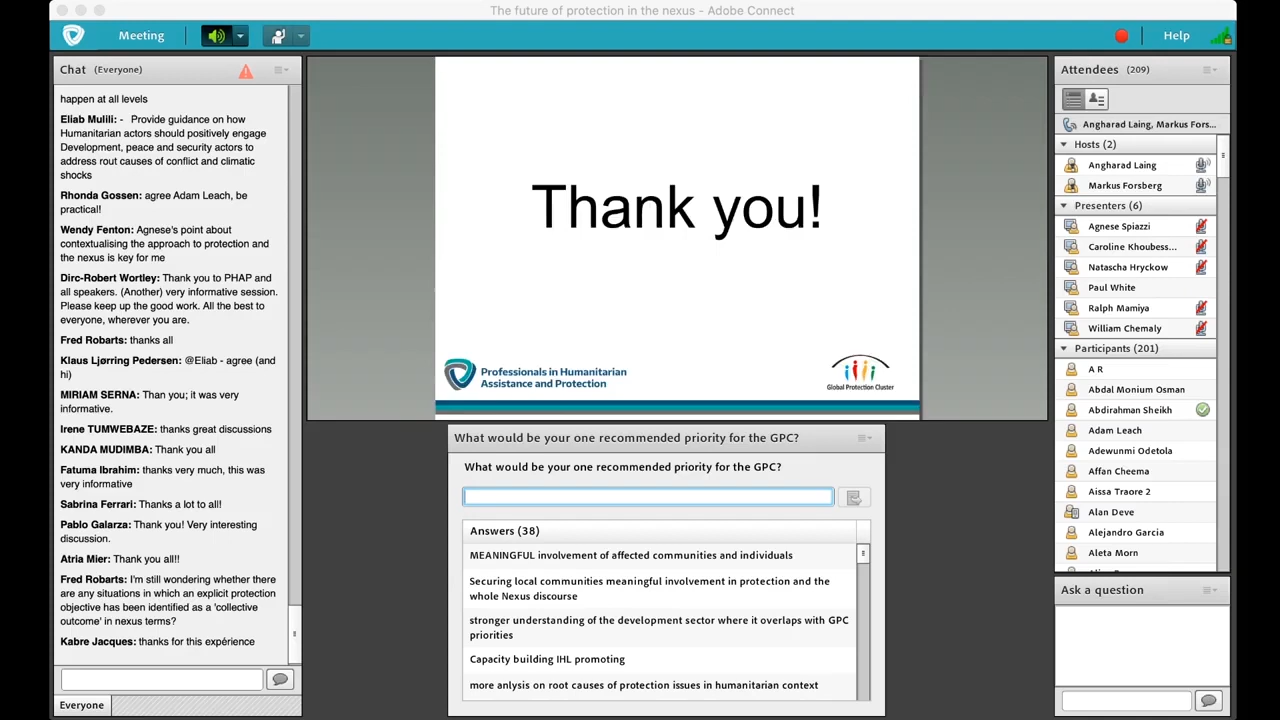 The future of protection in the nexus - Adobe Connect
Meeting
Help
Chat (Everyone)
happen at all levels
Eliab Mulili: - Provide guidance on how
Humanitarian actors should positively engage
Development, peace and security actors to
address rout causes of conflict and climatic
shocks
Rhonda Gossen: agree Adam Leach, be
practical!
Wendy Fenton: Agnese's point about
contextualising the approach to protection and
the nexus is key for me
Dirc-Robert Wortley: Thank you to PHAP and
all speakers. (Another) very informative session.
Please keep up the good work. All the best to
everyone, wherever you are.
Fred Robarts: thanks all
Klaus Ljørring Pedersen: @Eliab - agree (and
hi)
MIRIAM SERNA: Than you; it was very
informative.
Irene TUMWEBAZE: thanks great discussions
KANDA MUDIMBA: Thank you all
Fatuma Ibrahim: thanks very much, this was
very informative
Sabrina Ferrari: Thanks a lot to all!
Pablo Galarza: Thank you! Very interesting
discussion.
Atria Mier: Thank you all!!
Fred Robarts: I'm still wondering whether there
are any situations in which an explicit protection
objective has been identified as a 'collective
outcome' in nexus terms?
Kabre Jacques: thanks for this expérience
Everyone
Thank you!
Professionals in Humanitarian
Assistance and Protection
Global Protection Cluster
What would be your one recommended priority for the GPC?
What would be your one recommended priority for the GPC?
Answers (38)
MEANINGFUL involvement of affected communities and individuals
Securing local communities meaningful involvement in protection and the
whole Nexus discourse
stronger understanding of the development sector where it overlaps with GPC
priorities
Capacity building IHL promoting
more anlysis on root causes of protection issues in humanitarian context
Attendees (209)
Angharad Laing, Markus Fors...
Hosts (2)
Angharad Laing
Markus Forsberg
Presenters (6)
Agnese Spiazzi
Caroline Khoubess...
Natascha Hryckow
Paul White
Ralph Mamiya
William Chemaly
Participants (201)
A R
Abdal Monium Osman
Abdirahman Sheikh
Adam Leach
Adewunmi Odetola
Affan Cheema
Aissa Traore 2
Alan Deve
Alejandro Garcia
Aleta Morn
Ask a question